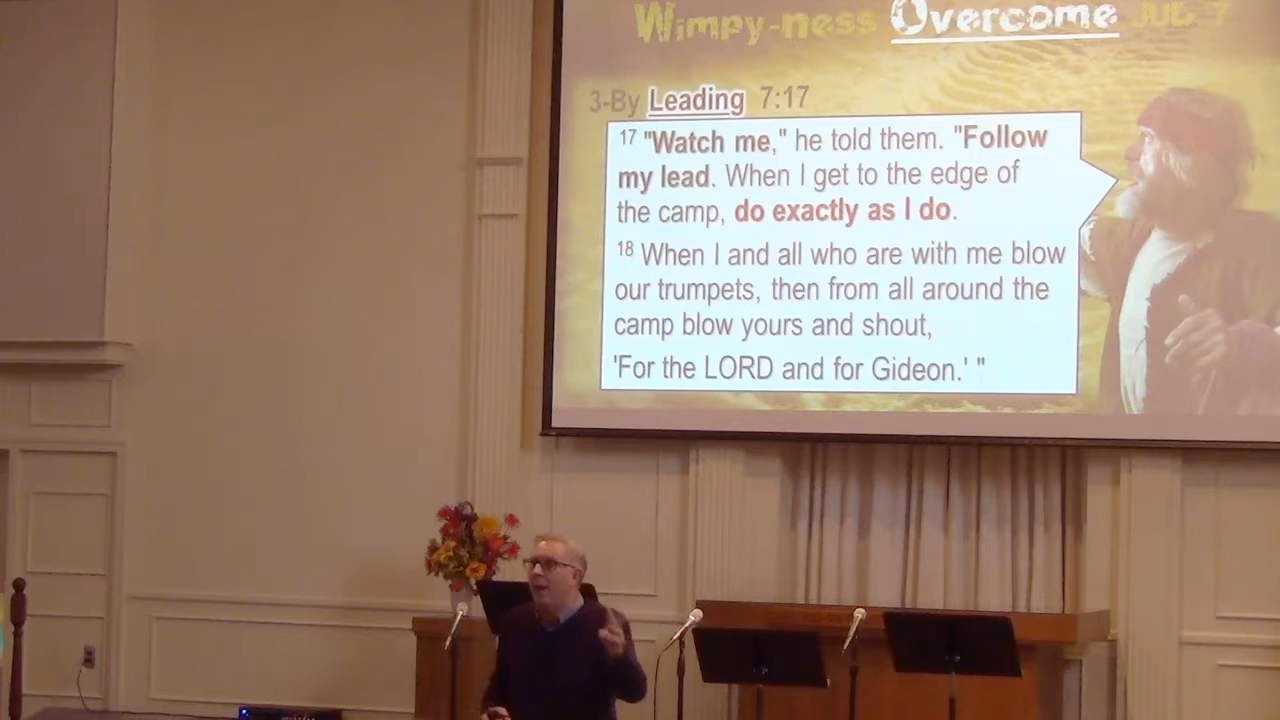 Wimpy-ness Overcome JUD. 7
3-By Leading 7:17
17 "Watch me," he told them. "Follow
my lead. When I get to the edge of
the camp, do exactly as I do.
18 When I and all who are with me blow
our trumpets, then from all around the
camp blow yours and shout,
'For the LORD and for Gideon.' "